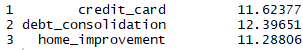 1 credit_card 11.62377
2 debt_consolidation 12.39651
3 home_improvement 11.28806